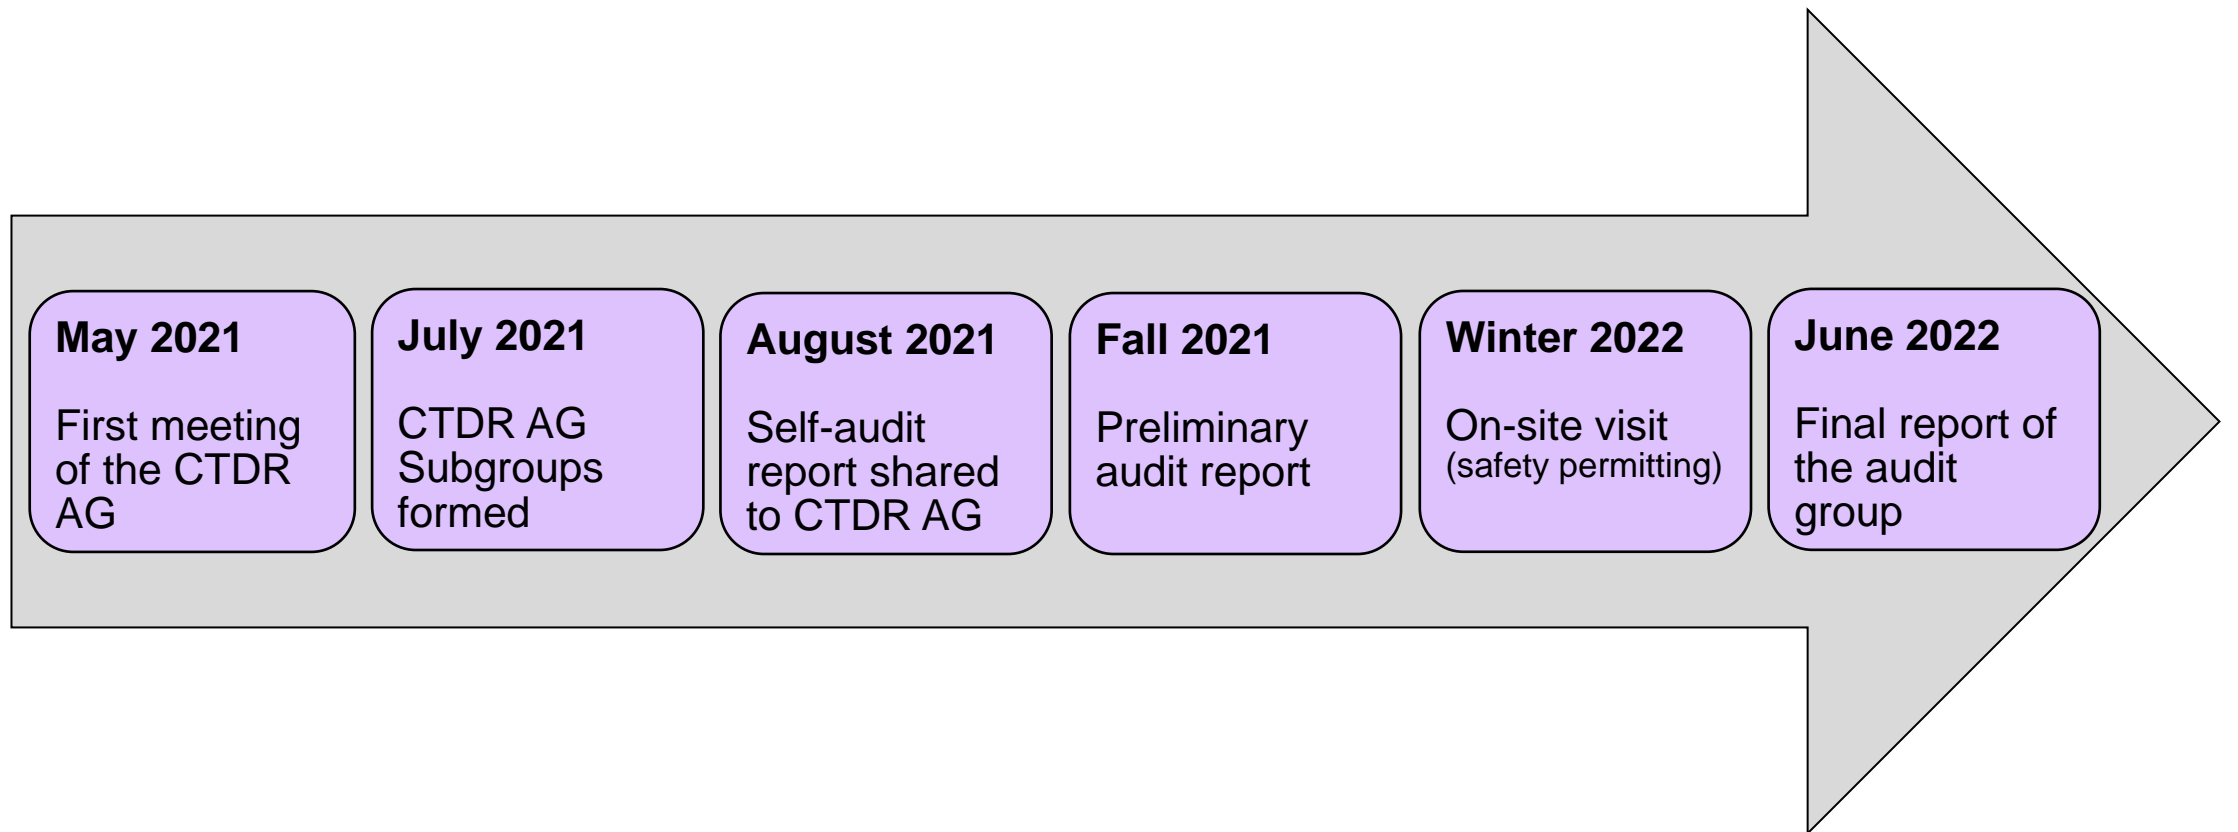 May 2021
First meeting
of the CTDR
AG
July 2021
CTDR AG
Subgroups
formed
August 2021
Self-audit
report shared
to CTDR AG
Fall 2021
Preliminary
audit report
Winter 2022
On-site visit
(safety permitting)
June 2022
Final report of
the audit
group